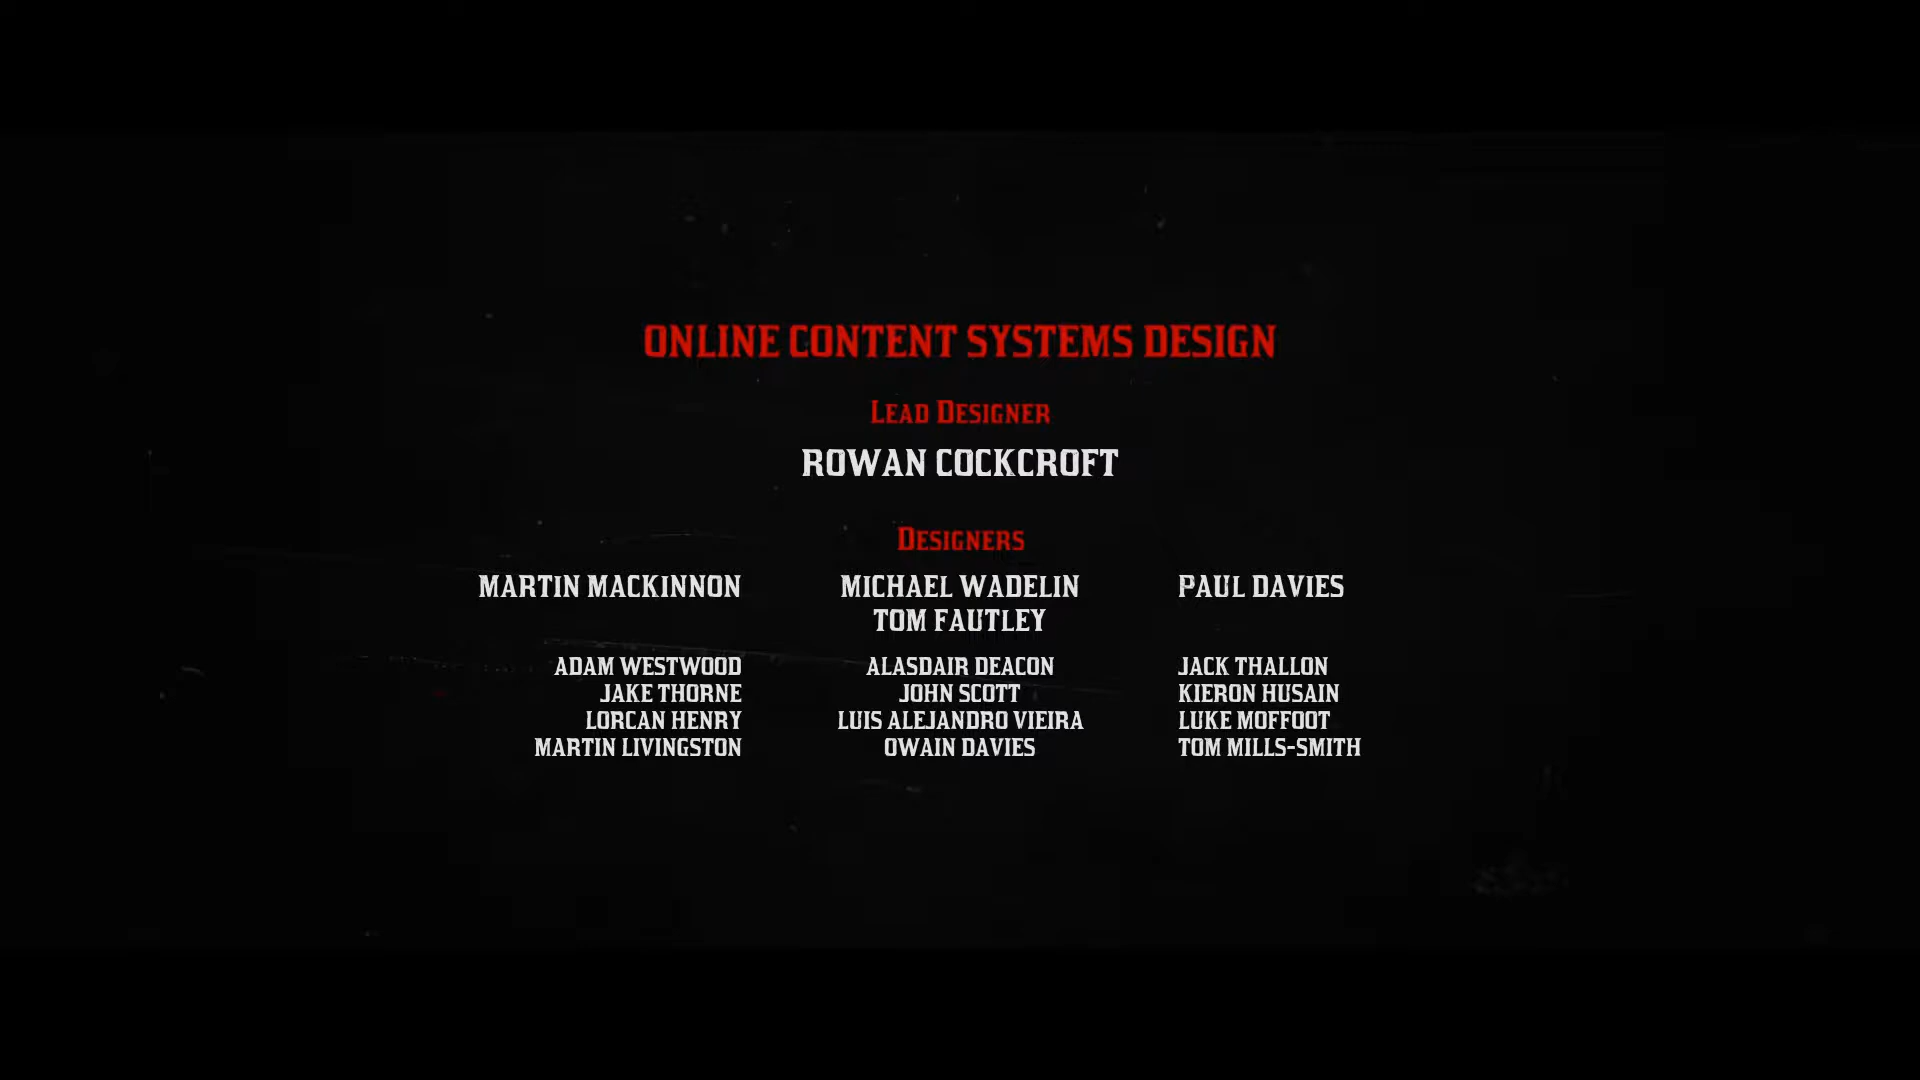 ONLINE CONTENT SYSTEMS DESIGN
LEAD DESIGNER
ROWAN COCKCROFT
DESIGNERS
MARTIN MACKINNON MICHAEL WADELIN PAUL DAVIES
TOM FAUTLEY
ADAM WESTWOOD ALASDAIR DEACON JACK THALLON
JAKE THORNE JOHN SCOTT KIERON HUSAIN
LORCAN HENRY LUIS ALEJANDRO VIEIRA LUKE MOFFOOT
MARTIN LIVINGSTON OWAIN DAVIES TOM MILLS-SMITH